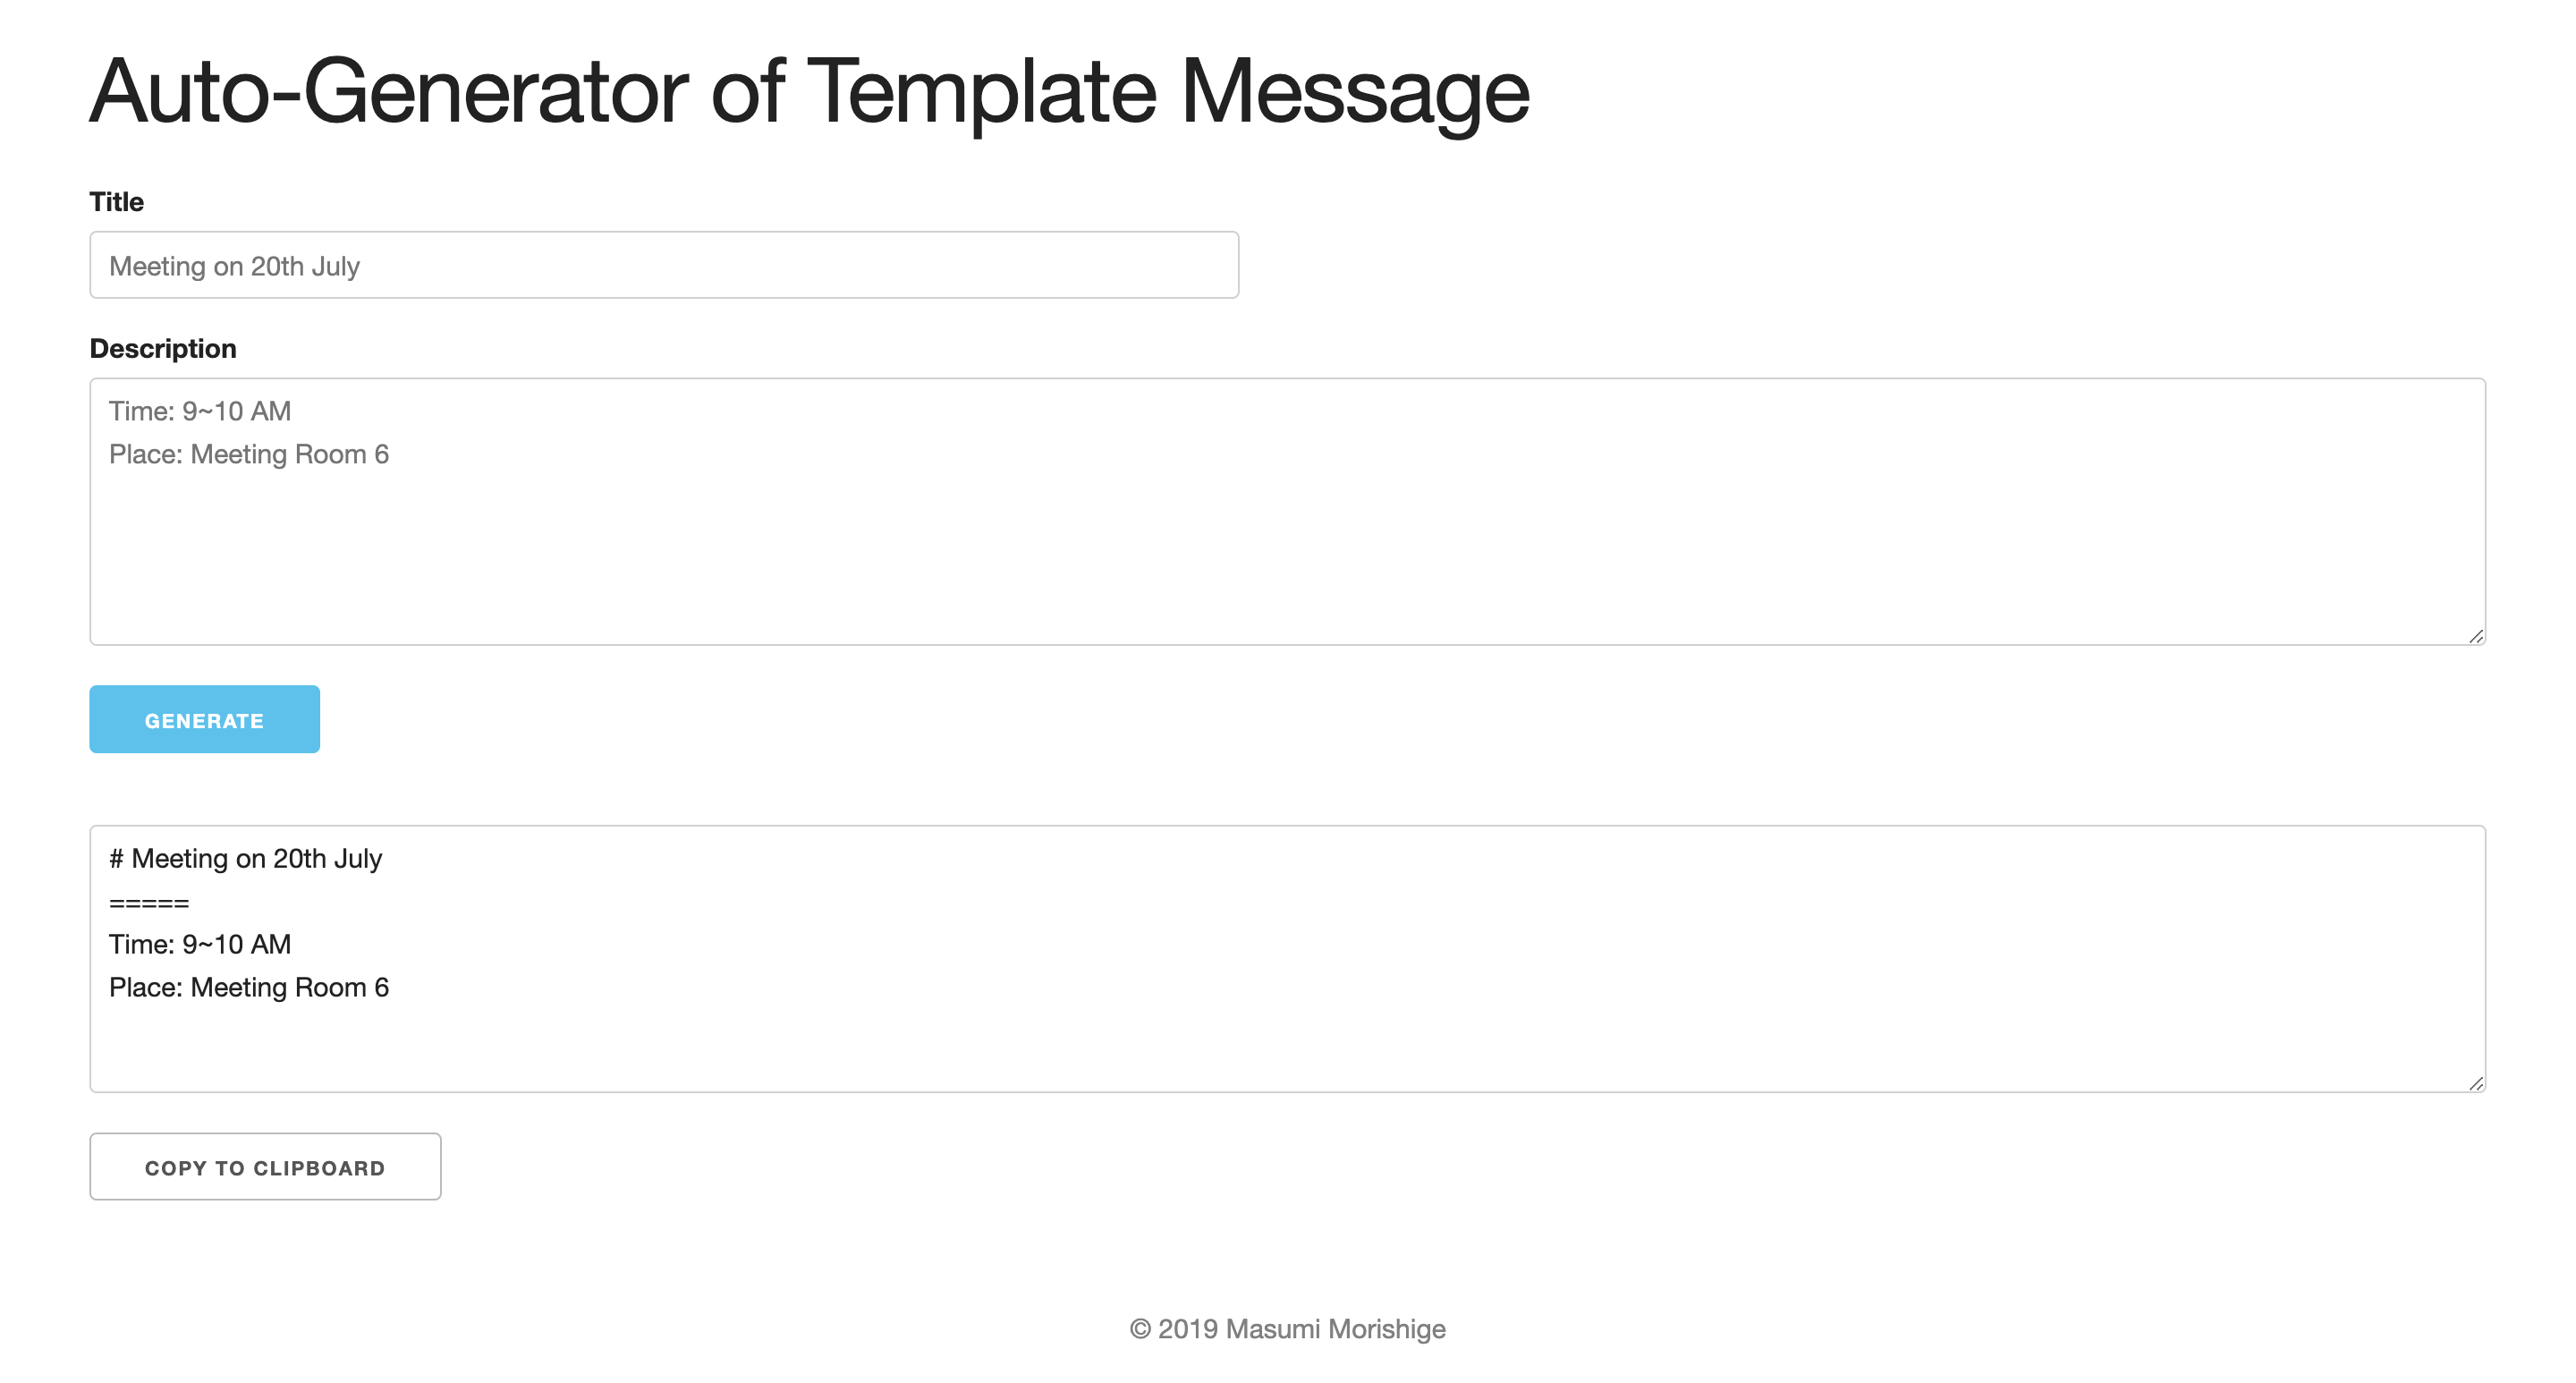 Auto-Generator of Template Message
Title
Meeting on 20th July
Description
Time: 9~10 AM
Place: Meeting Room 6
GENERATE
# Meeting on 20th July
=====
Time: 9~10 AM
Place: Meeting Room 6
COPY TO CLIPBOARD
© 2019 Masumi Morishige